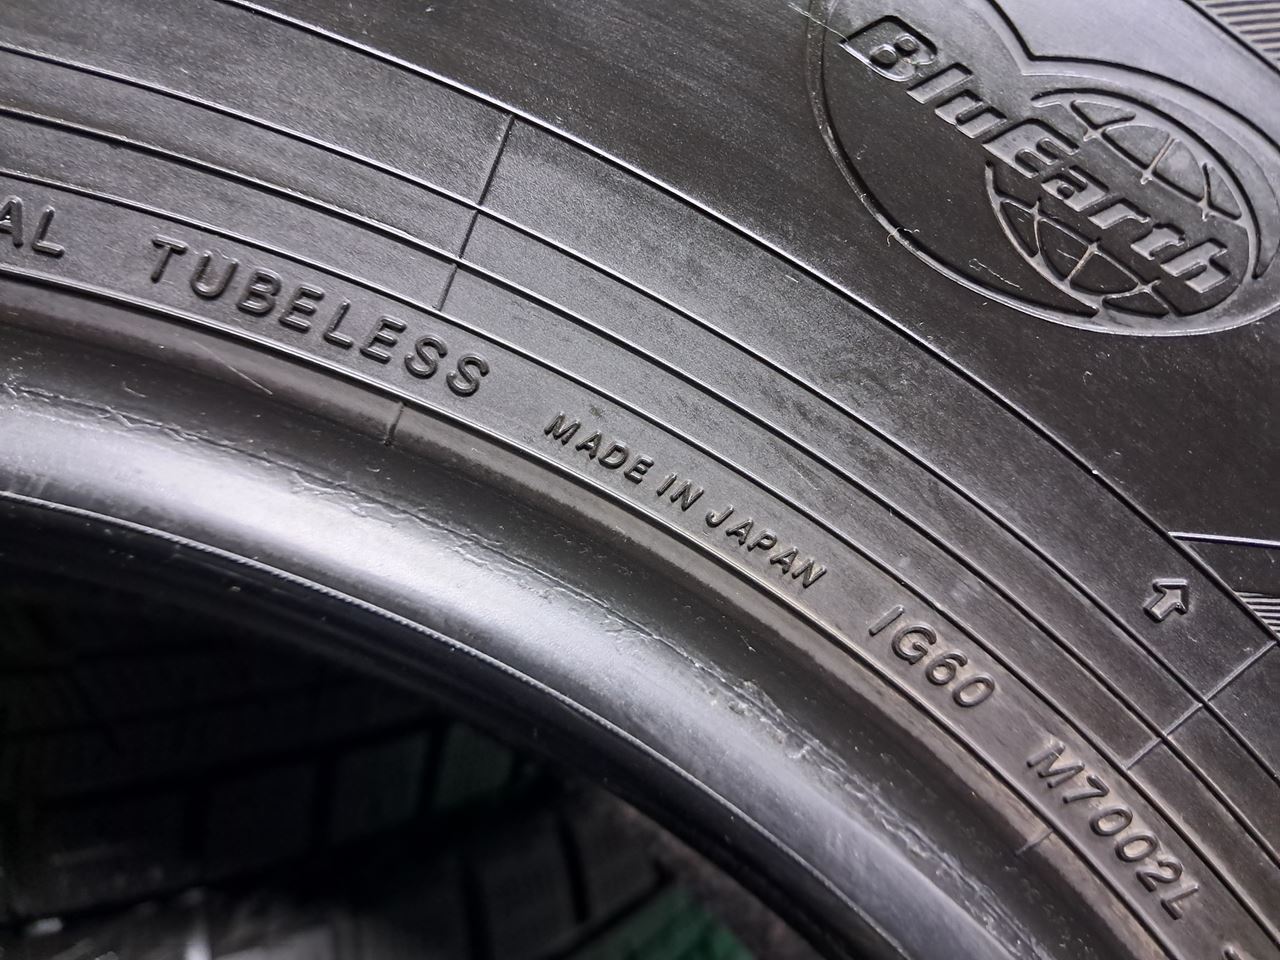 BluEarth
AL TUBELESS MADE IN JAPAN IG60 M7002L